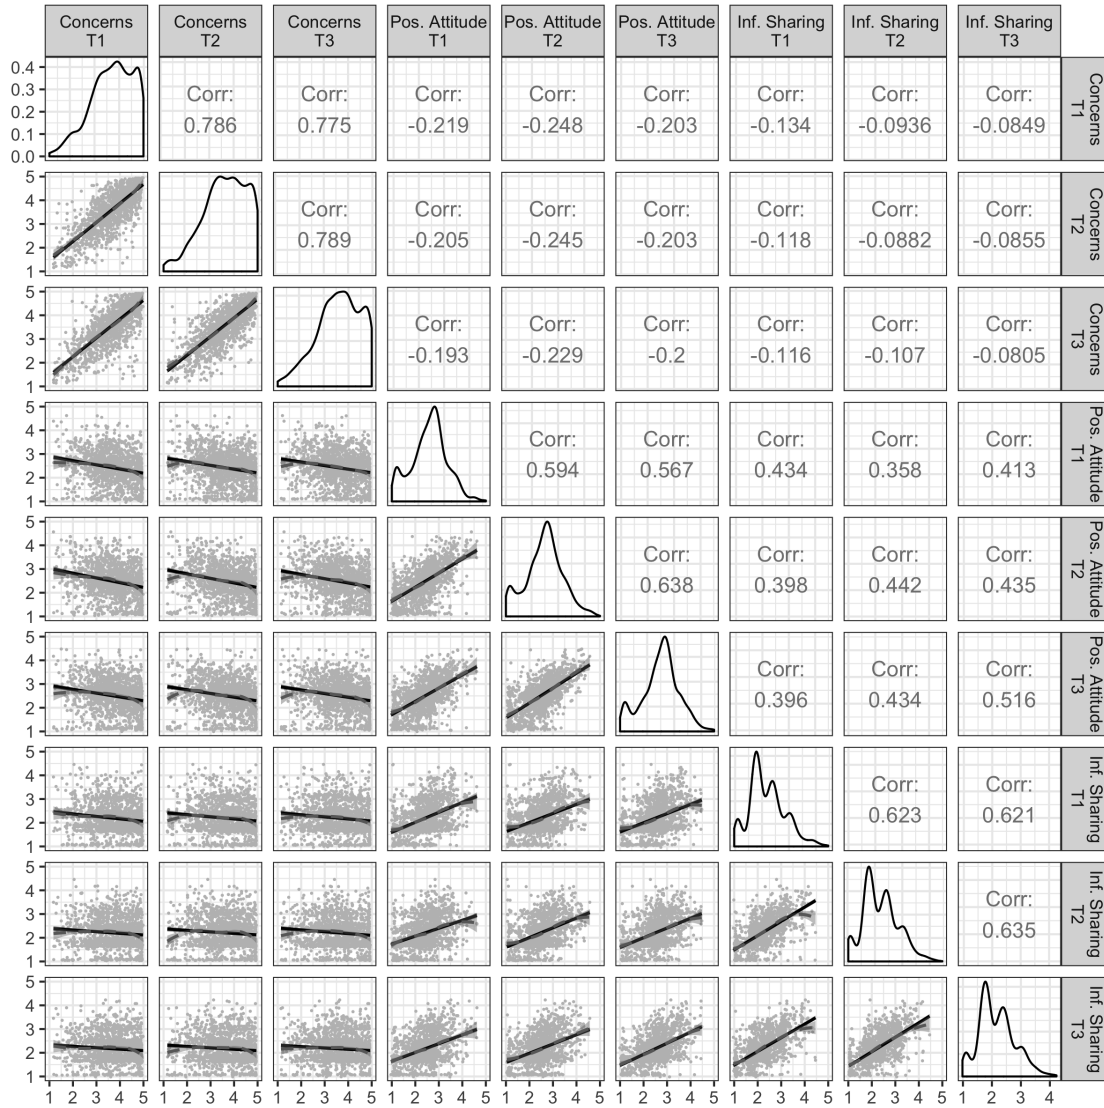 Concerns Concerns Concerns Pos. Attitude Pos. Attitude Pos. Attitude Inf. Sharing Inf. Sharing Inf. Sharing
T1 T2 T3 T1 T2 T3 T1 T2 T3
0.4
0.3
0.2
0.1
0.0
Corr: Corr: Corr: Corr: Corr: Corr: Corr: Corr:
0.786 0.775 -0.219 -0.248 -0.203 -0.134 -0.0936 -0.0849
Concerns
T1
5
4
3
2
1
Corr: Corr: Corr: Corr: Corr: Corr: Corr:
0.789 -0.205 -0.245 -0.203 -0.118 -0.0882 -0.0855
Concerns
T2
5
4
3
2
1
Corr: Corr: Corr: Corr: Corr: Corr:
-0.193 -0.229 -0.2 -0.116 -0.107 -0.0805
Concerns
T3
5
4
3
2
1
Corr: Corr: Corr: Corr: Corr:
0.594 0.567 0.434 0.358 0.413
Pos. Attitude
T1
5
4
3
2
1
Corr: Corr: Corr: Corr:
0.638 0.398 0.442 0.435
Pos. Attitude
T2
5
4
3
2
1
Corr: Corr: Corr:
0.396 0.434 0.516
Pos. Attitude
T3
5
4
3
2
1
Corr: Corr:
0.623 0.621
Inf. Sharing
T1
5
4
3
2
1
Corr:
0.635
Inf. Sharing
T2
5
4
3
2
1
Inf. Sharing
T3
1 2 3 4 5 1 2 3 4 5 1 2 3 4 5 1 2 3 4 5 1 2 3 4 5 1 2 3 4 5 1 2 3 4 5 1 2 3 4 5 1 2 3 4